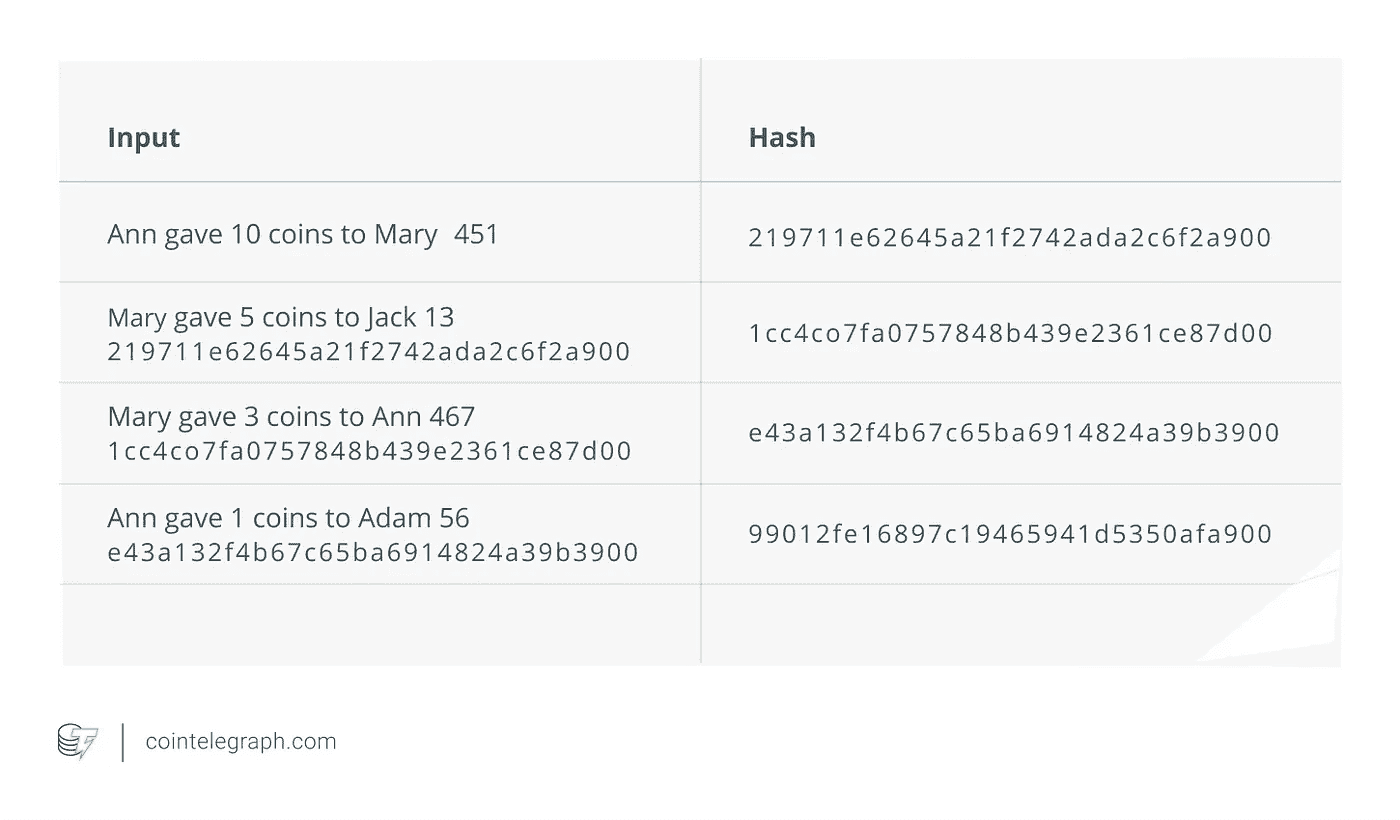 Input
Hash
Ann gave 10 coins to Mary  451
219711e62645a21f2742ada2c6f2a900
Mary gave 5 coins to Jack 13
219711e62645a21f2742ada2c6f2a900
1cc4co7fa0757848b439e2361ce87d00
Mary gave 3 coins to Ann 467
1cc4co7fa0757848b439e2361ce87d00
e43a132f4b67c65ba6914824a39b3900
Ann gave 1 coins to Adam 56
e43a132f4b67c65ba6914824a39b3900
99012fe16897c19465941d5350afa900
cointelegraph.com